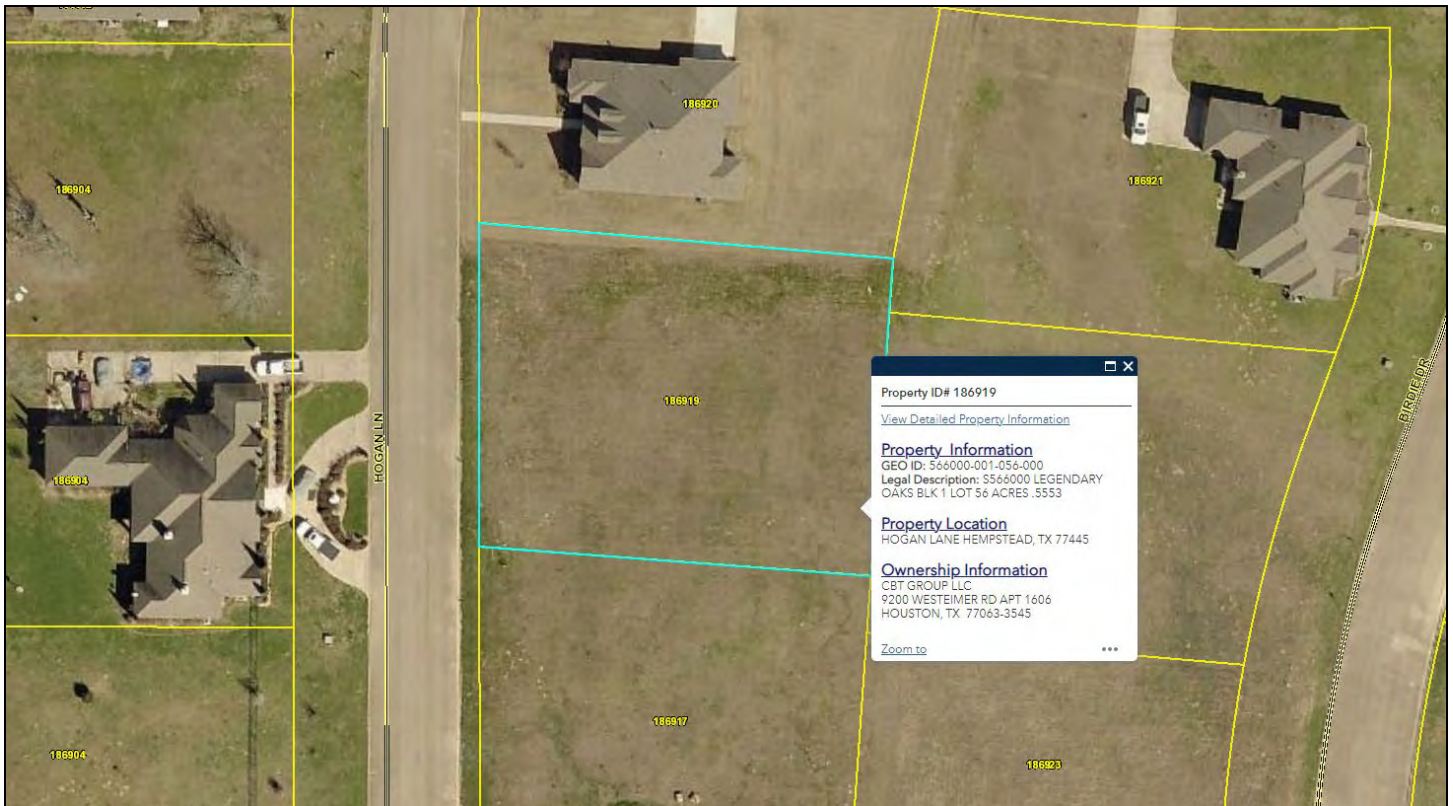 186920
186904
186921
Property ID# 186919
View Detailed Property Information
Property Information
GEO ID: 566000-001-056-000
Legal Description: S566000 LEGENDARY
OAKS BLK 1 LOT 56 ACRES .5553
Property Location
HOGAN LANE HEMPSTEAD, TX 77445
Ownership Information
CBT GROUP LLC
9200 WESTEIMER RD APT 1606
HOUSTON, TX 77063-3545
Zoom to
186919
HOGAN LN
BIRDIE DR
186904
186917
186904
186923